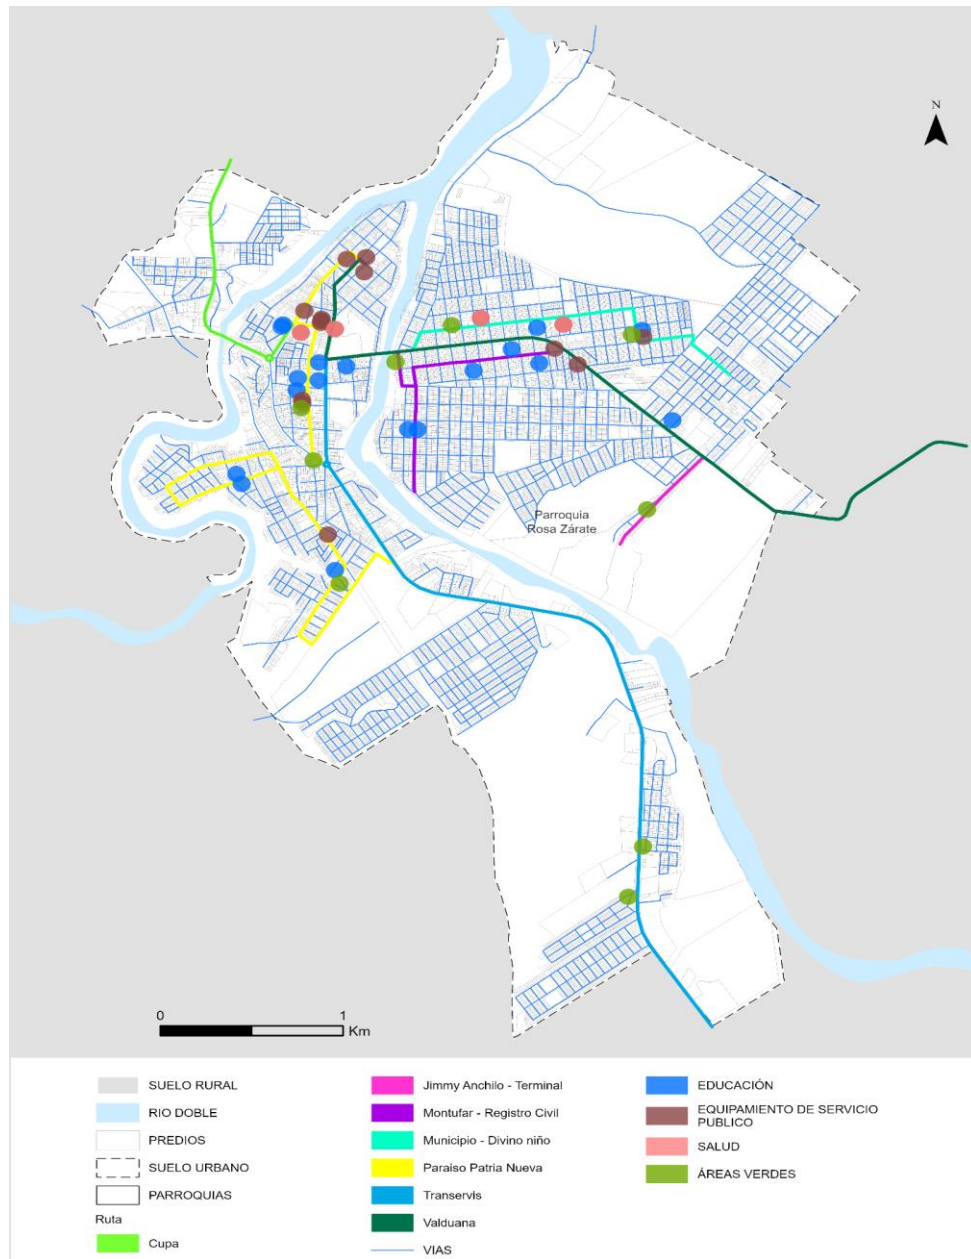 N
Parroquia
Rosa Zárate
0 1
Km
SUELO RURAL
RIO DOBLE
PREDIOS
SUELO URBANO
PARROQUIAS
Ruta
Cupa
Jimmy Anchilo - Terminal
Montufar - Registro Civil
Municipio - Divino niño
Paraiso Patria Nueva
Transervis
Valduana
VIAS
EDUCACIÓN
EQUIPAMIENTO DE SERVICIO
PUBLICO
SALUD
ÁREAS VERDES